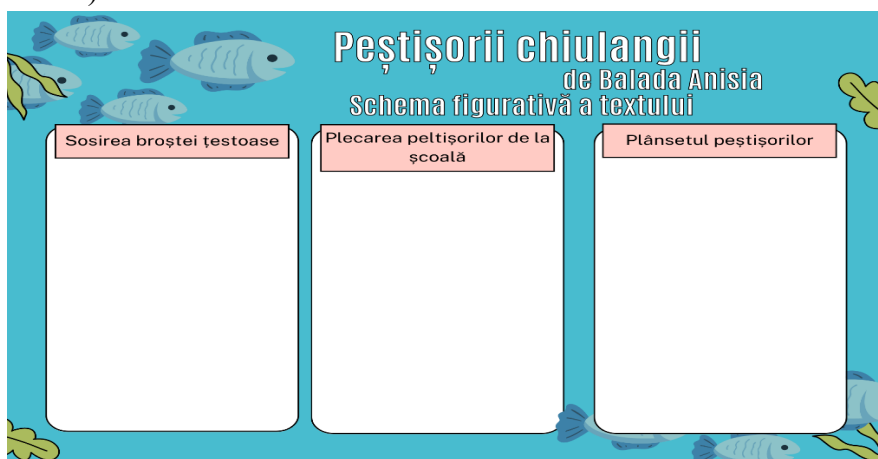 Peștișorii chiulangii
de Balada Anisia
Schema figurativă a textului
Sosirea broștei țestoase
Plecarea peltișorilor de la
școală
Plânsetul peștișorilor